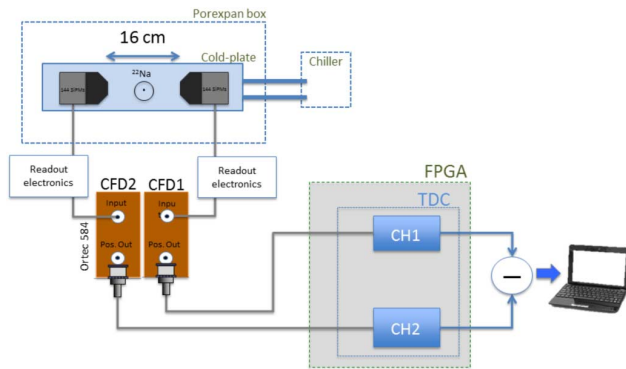 Porexpan box
16 cm
Cold-plate
Chiller
22Na
144 SiPMs
144 SiPMs
Readout
electronics
Readout
electronics
CFD2
CFD1
Input
Inpu
Ortec 584
Pos. Out
Pos. Out
FPGA
TDC
CH1
CH2
−